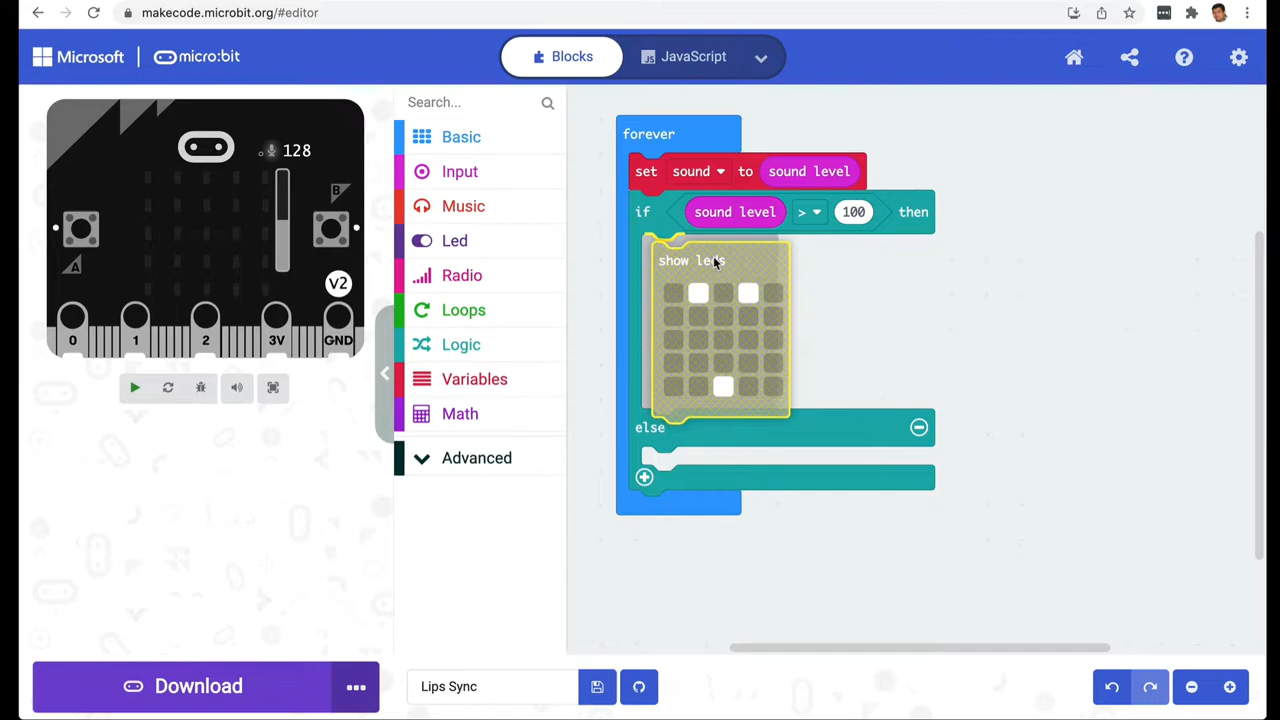 makecode.microbit.org/#editor
Microsoft micro:bit
Blocks
JavaScript
128
B
A
V2
0 1 2 3V GND
Search...
Basic
Input
Music
Led
Radio
Loops
Logic
Variables
Math
Advanced
forever
set sound to sound level
if sound level > 100 then
show leds
else
Download
Lips Sync